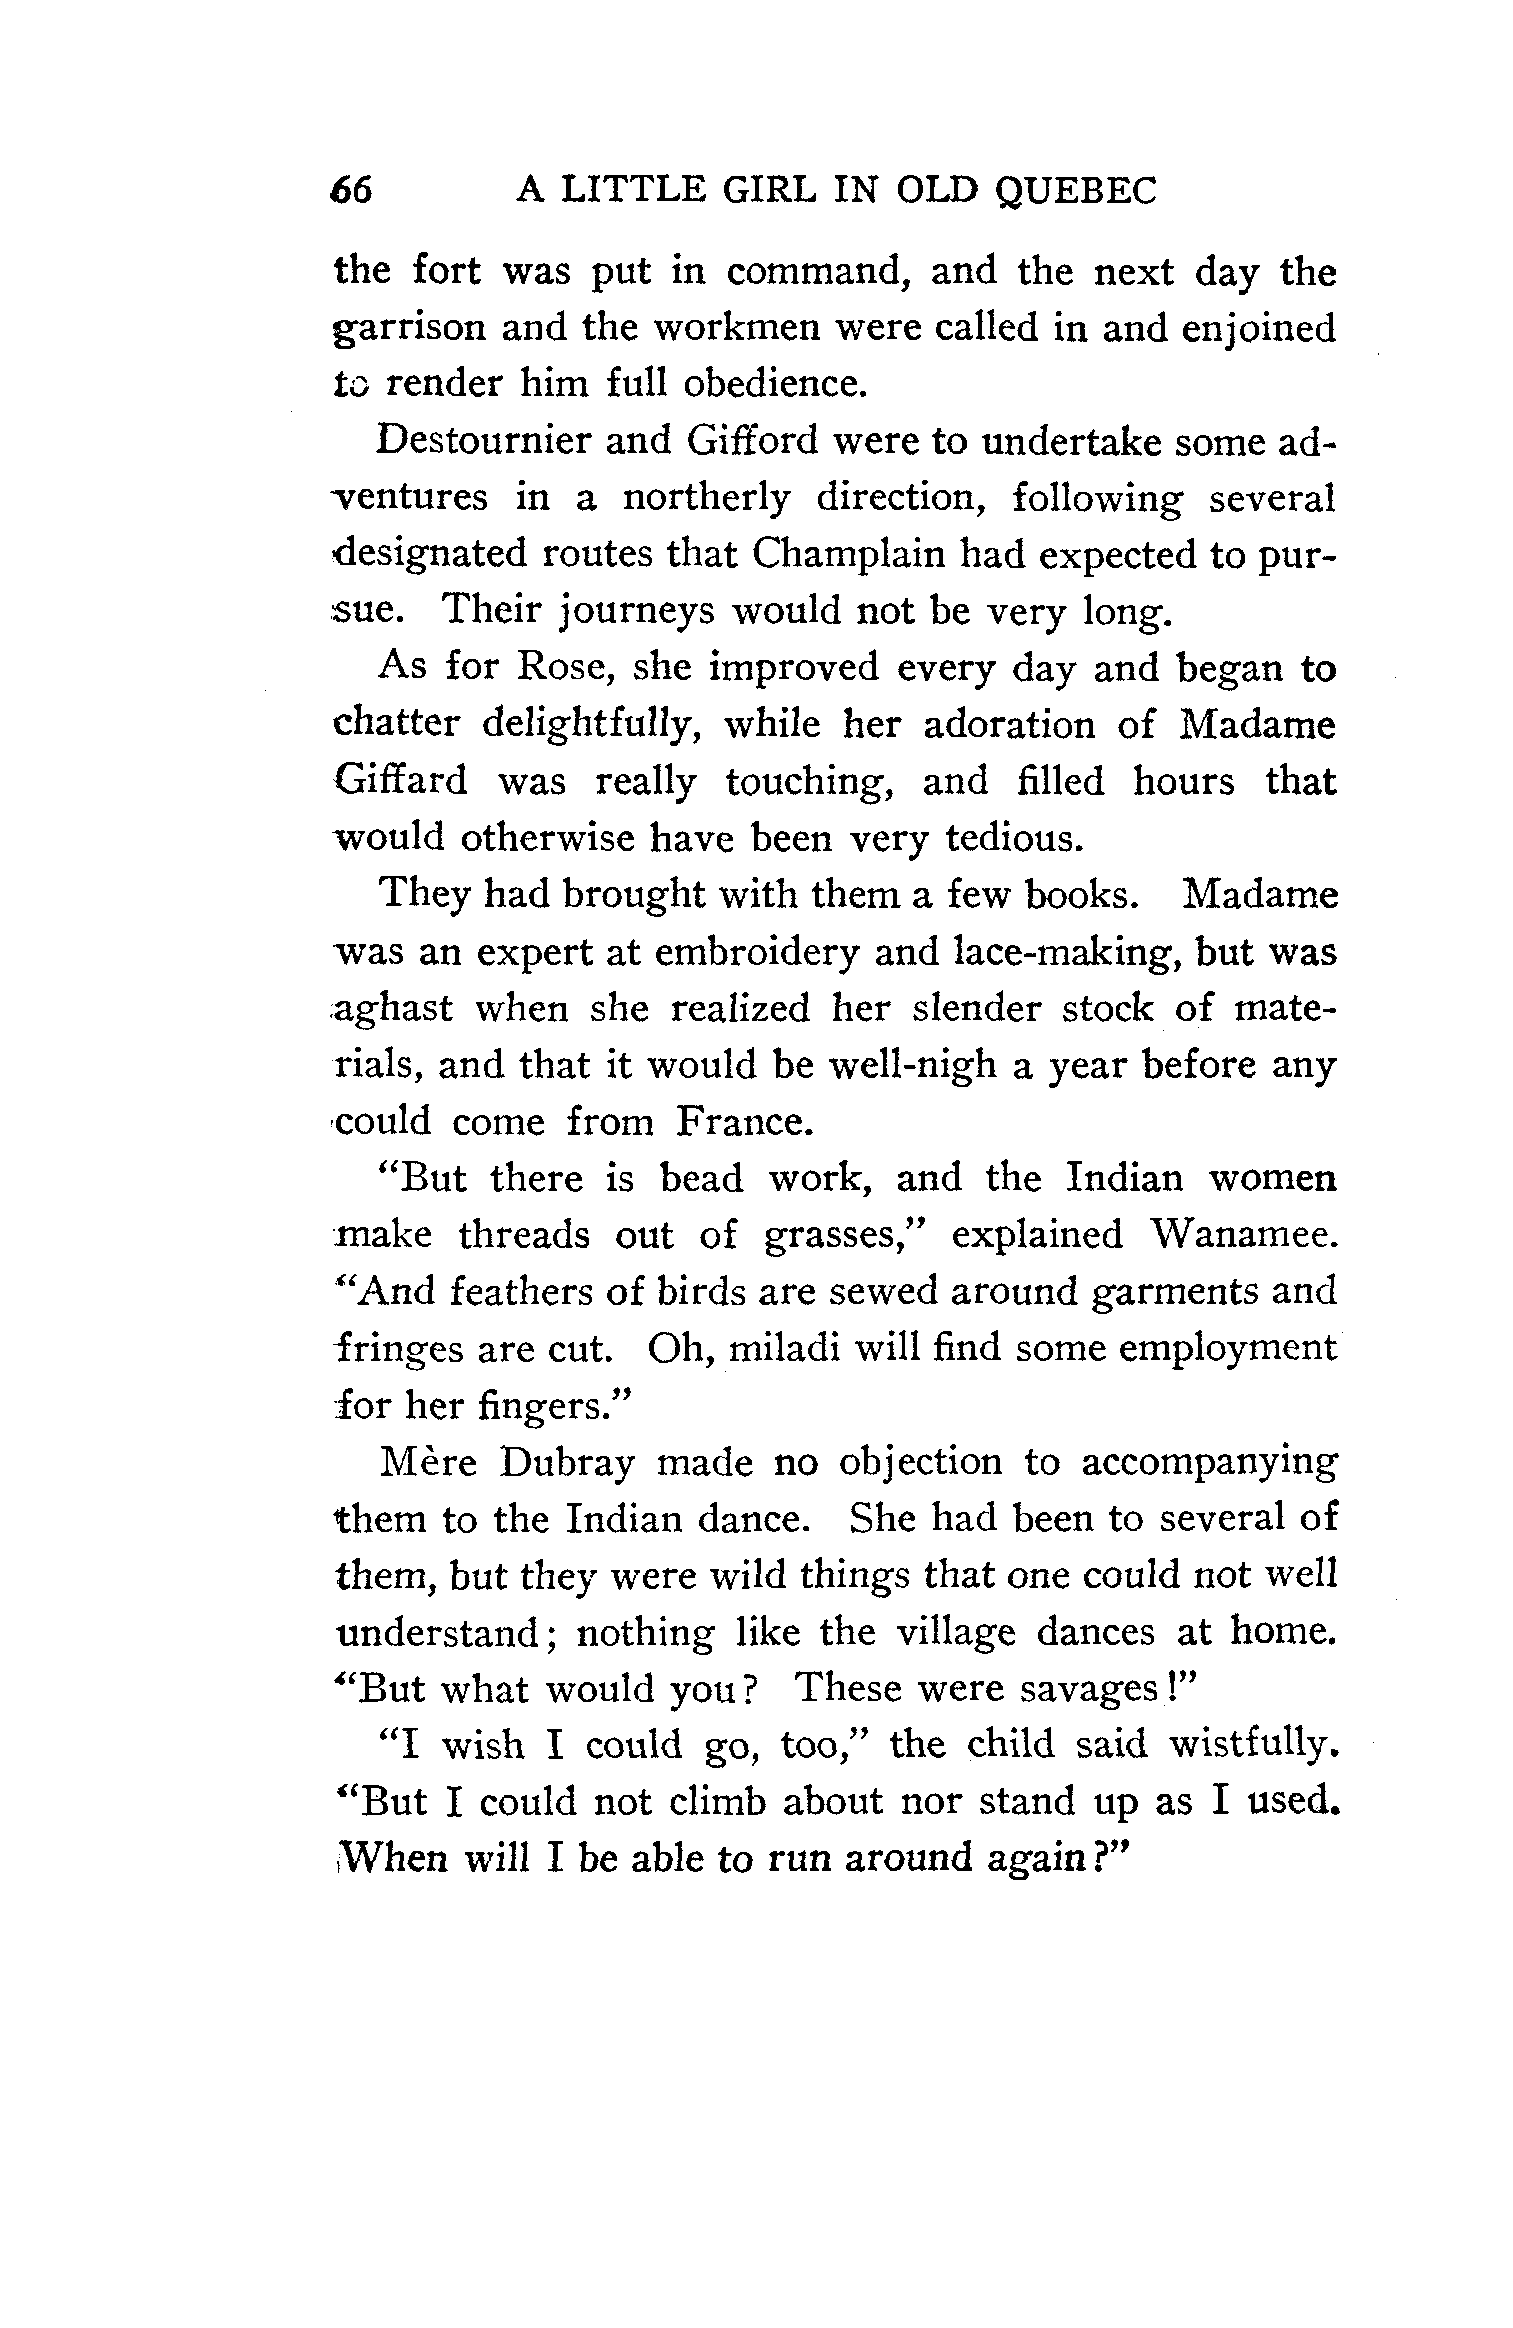 66 A LITTLE GIRL IN OLD QUEBEC
the fort was put in command, and the next day the
garrison and the workmen were called in and enjoined
to render him full obedience.
Destournier and Gifford were to undertake some ad-
ventures in a northerly direction, following several
designated routes that Champlain had expected to pur-
sue. Their journeys would not be very long.
As for Rose, she improved every day and began to
chatter delightfully, while her adoration of Madame
Giffard was really touching, and filled hours that
would otherwise have been very tedious.
They had brought with them a few books. Madame
was an expert at embroidery and lace-making, but was
aghast when she realized her slender stock of mate-
rials, and that it would be well-nigh a year before any
could come from France.
“But there is bead work, and the Indian women
make threads out of grasses,” explained Wanamee.
“And feathers of birds are sewed around garments and
fringes are cut. Oh, miladi will find some employment
for her fingers.”
Mère Dubray made no objection to accompanying
them to the Indian dance. She had been to several of
them, but they were wild things that one could not well
understand; nothing like the village dances at home.
“But what would you? These were savages!”
“I wish I could go, too,” the child said wistfully.
“But I could not climb about nor stand up as I used.
When will I be able to run around again?”